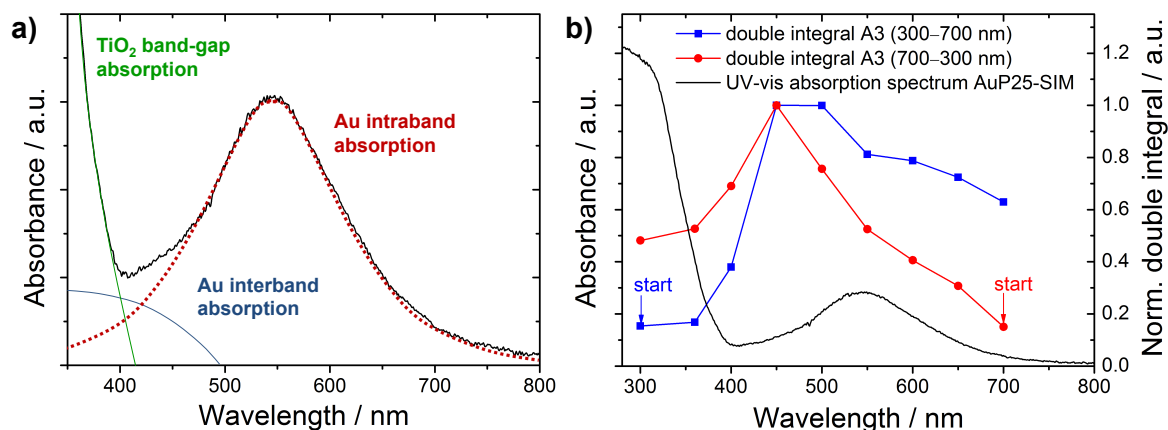 a)
TiO2 band-gap
absorption
Au intraband
absorption
Au interband
absorption
Absorbance / a.u.
400
500
600
700
800
Wavelength / nm
b)
double integral A3 (300–700 nm)
double integral A3 (700–300 nm)
UV-vis absorption spectrum AuP25-SIM
start
start
Absorbance / a.u.
300
400
500
600
700
800
Wavelength / nm
1.2
1.0
0.8
0.6
0.4
0.2
0.0
Norm. double integral / a.u.